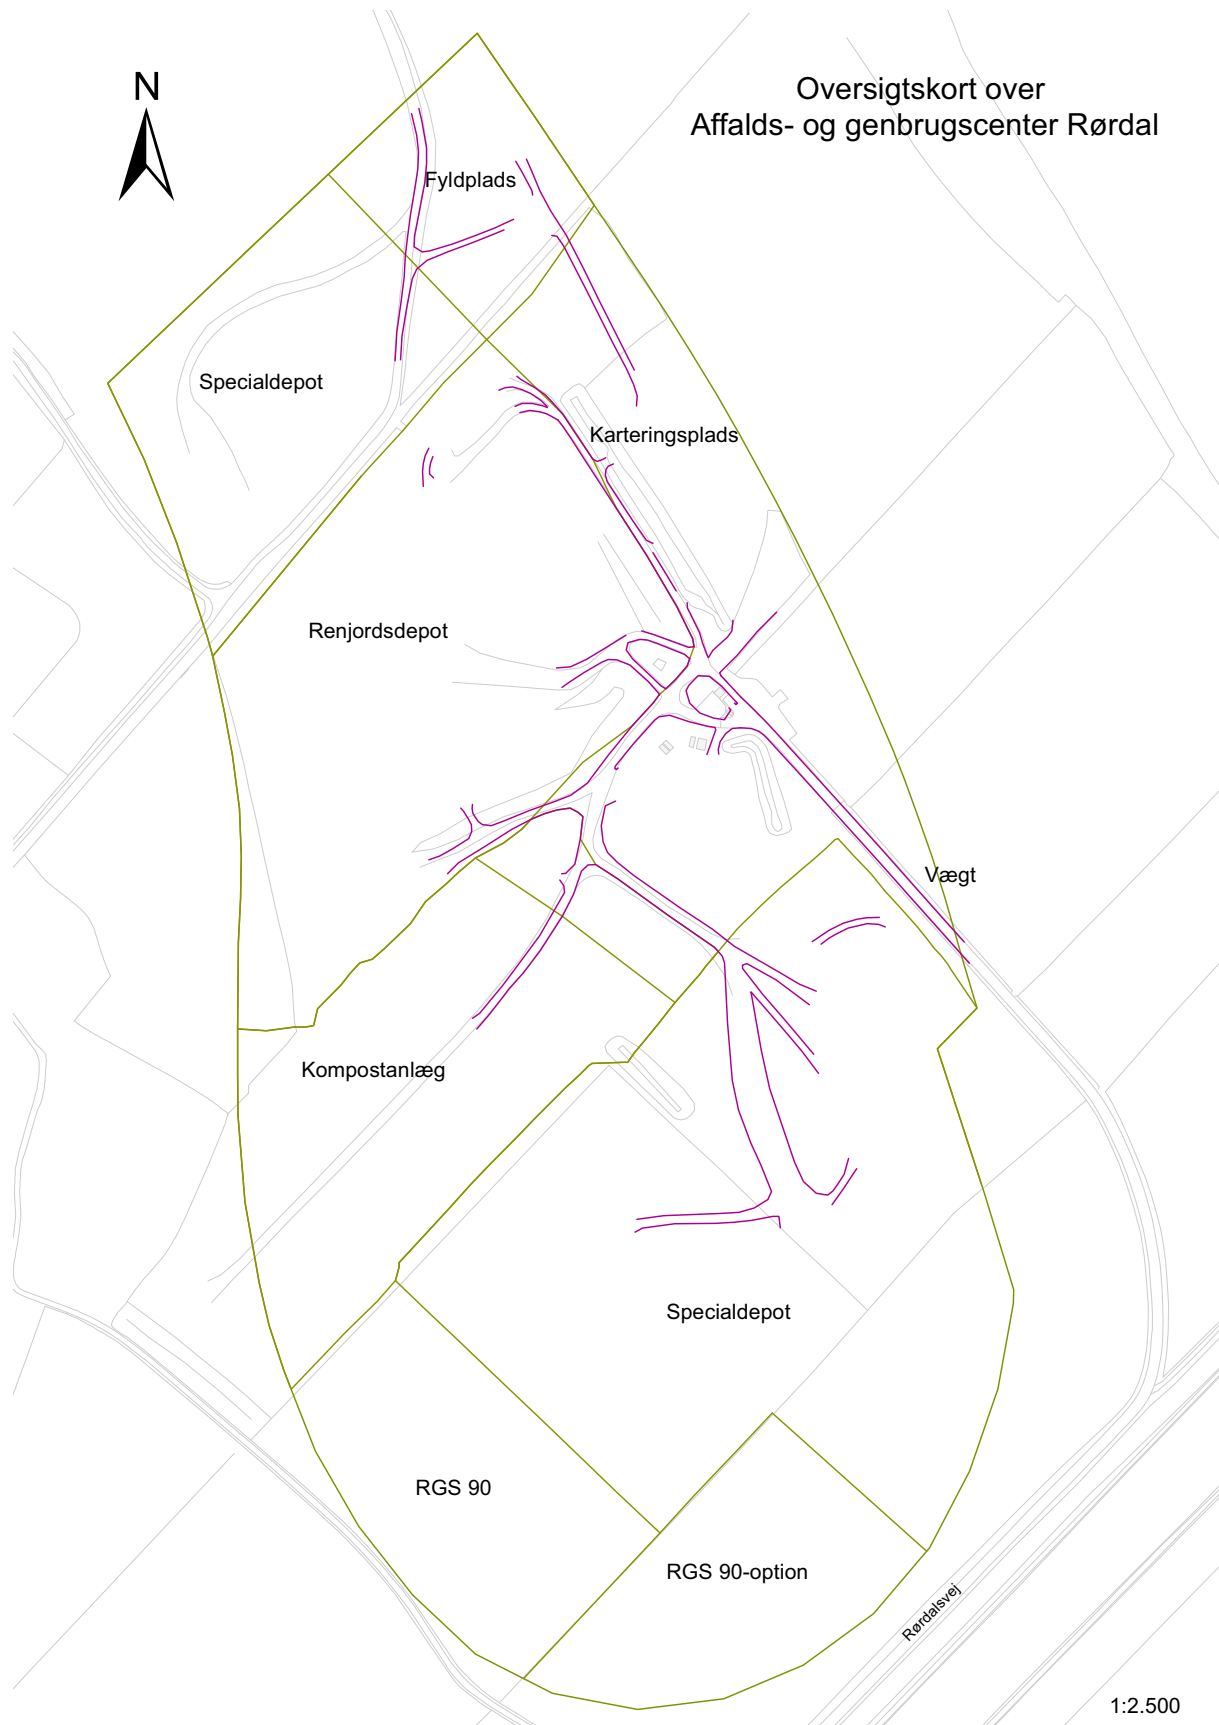 N
Oversigtskort over
Affalds- og genbrugscenter Rørdal
Fyldplads
Specialdepot
Karteringsplads
Renjordsdepot
Vægt
Kompostanlæg
Specialdepot
RGS 90
RGS 90-option
Rørdalsvej
1:2.500